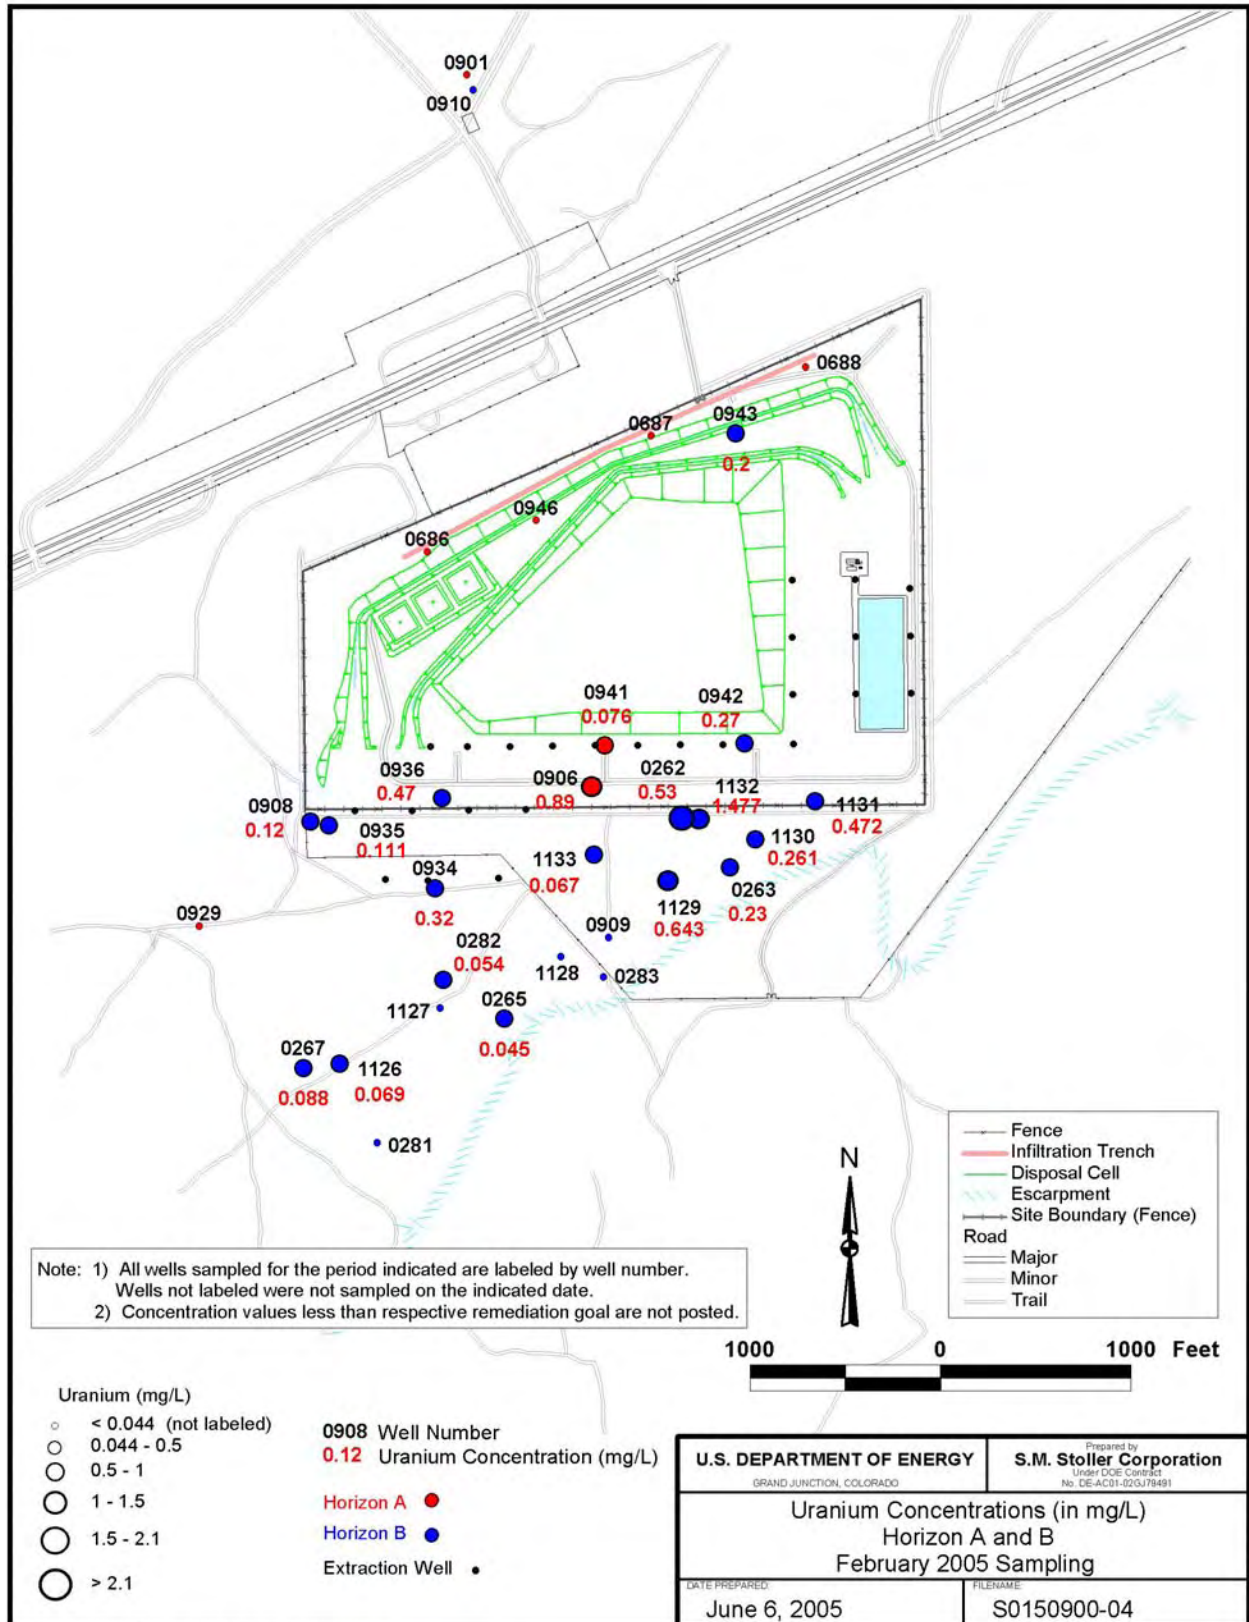 0901
0910
0688
0943
0687
0.2
0946
0686
0941
0.076
0942
0.27
0936
0.47
0906
0.89
0262
0.53
1132
1.477
1131
0.472
0908
0.12
0935
0.111
1130
0.261
1133
0.067
0934
0.32
0263
0.23
1129
0.643
0929
0909
0282
0.054
1128
0283
1127
0265
0.045
0267
0.088
1126
0.069
0281
Fence
Infiltration Trench
Disposal Cell
Escarpment
Site Boundary (Fence)
Road
Major
Minor
Trail
N
Note: 1) All wells sampled for the period indicated are labeled by well number.
Wells not labeled were not sampled on the indicated date.
2) Concentration values less than respective remediation goal are not posted.
1000 0 1000 Feet
Uranium (mg/L)
< 0.044 (not labeled)
0.044 - 0.5
0.5 - 1
1 - 1.5
1.5 - 2.1
> 2.1
0908 Well Number
0.12 Uranium Concentration (mg/L)
Horizon A
Horizon B
Extraction Well
U.S. DEPARTMENT OF ENERGY
GRAND JUNCTION, COLORADO
Prepared by
S.M. Stoller Corporation
Under DOE Contract
No. DE-AC01-02GJ79491
Uranium Concentrations (in mg/L)
Horizon A and B
February 2005 Sampling
DATE PREPARED:
June 6, 2005
FILENAME:
S0150900-04